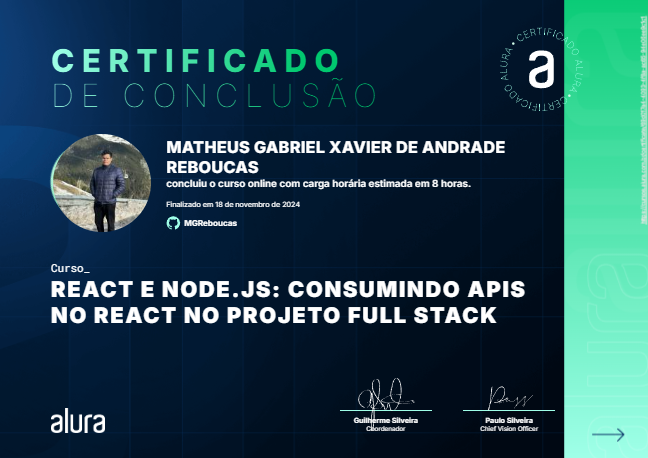 CERTIFICADO
DE CONCLUSÃO
CERTIFICADO ALURA • CERTIFICADO ALURA •
a
MATHEUS GABRIEL XAVIER DE ANDRADE
REBOUCAS
concluiu o curso online com carga horária estimada em 8 horas.
Finalizado em 18 de novembro de 2024
MGReboucas
Curso_
REACT E NODE.JS: CONSUMINDO APIS
NO REACT NO PROJETO FULL STACK
alura
Guilherme Silveira
Coordenador
Paulo Silveira
Chief Vision Officer
alura